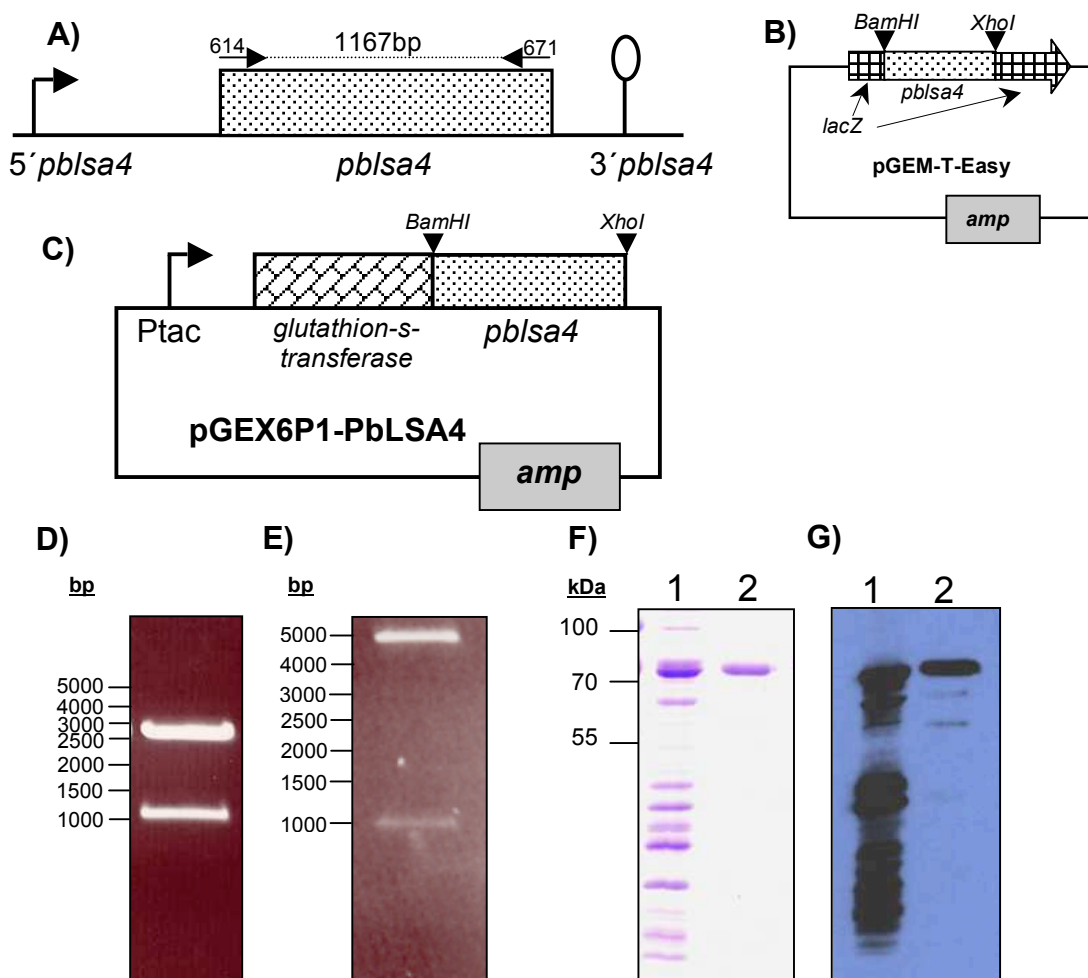 A)
614
1167bp
671
5´pblsa4
pblsa4
3´pblsa4
B)
BamHI
XhoI
pblsa4
lacZ
pGEM-T-Easy
amp
C)
BamHI
XhoI
Ptac
glutathion-s-
transferase
pblsa4
pGEX6P1-PbLSA4
amp
D)
bp
5000
4000
3000
2500
2000
1500
1000
E)
bp
5000
4000
3000
2500
2000
1500
1000
F)
kDa
1 2
100
70
55
G)
1 2